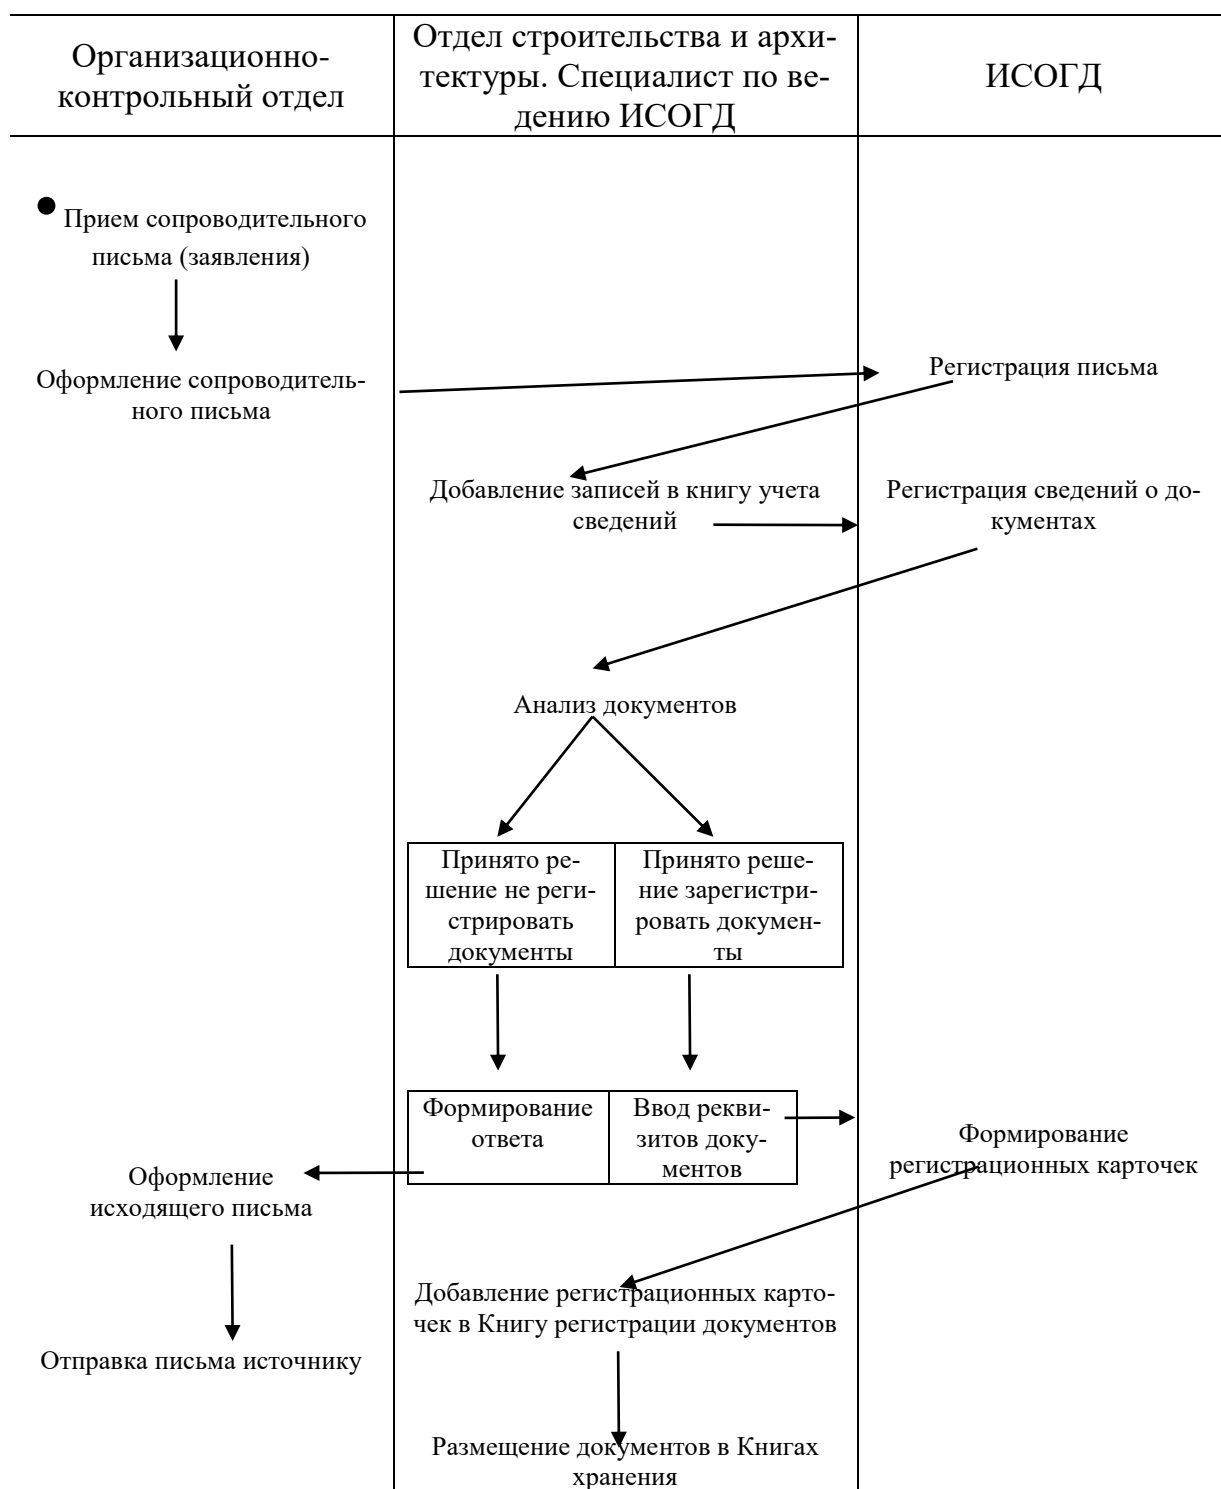 Организационно-
контрольный отдел
Отдел строительства и архи-
тектуры. Специалист по ве-
дению ИСОГД
ИСОГД
Прием сопроводительного
письма (заявления)
Оформление сопроводитель-
ного письма
Регистрация письма
Добавление записей в книгу учета
сведений
Регистрация сведений о до-
кументах
Анализ документов
Принято ре-
шение не реги-
стрировать
документы
Принято реше-
ние зарегистри-
ровать докумен-
ты
Формирование
ответа
Ввод рекви-
зитов доку-
ментов
Формирование
регистрационных карточек
Оформление
исходящего письма
Добавление регистрационных карто-
чек в Книгу регистрации документов
Отправка письма источнику
Размещение документов в Книгах
хранения